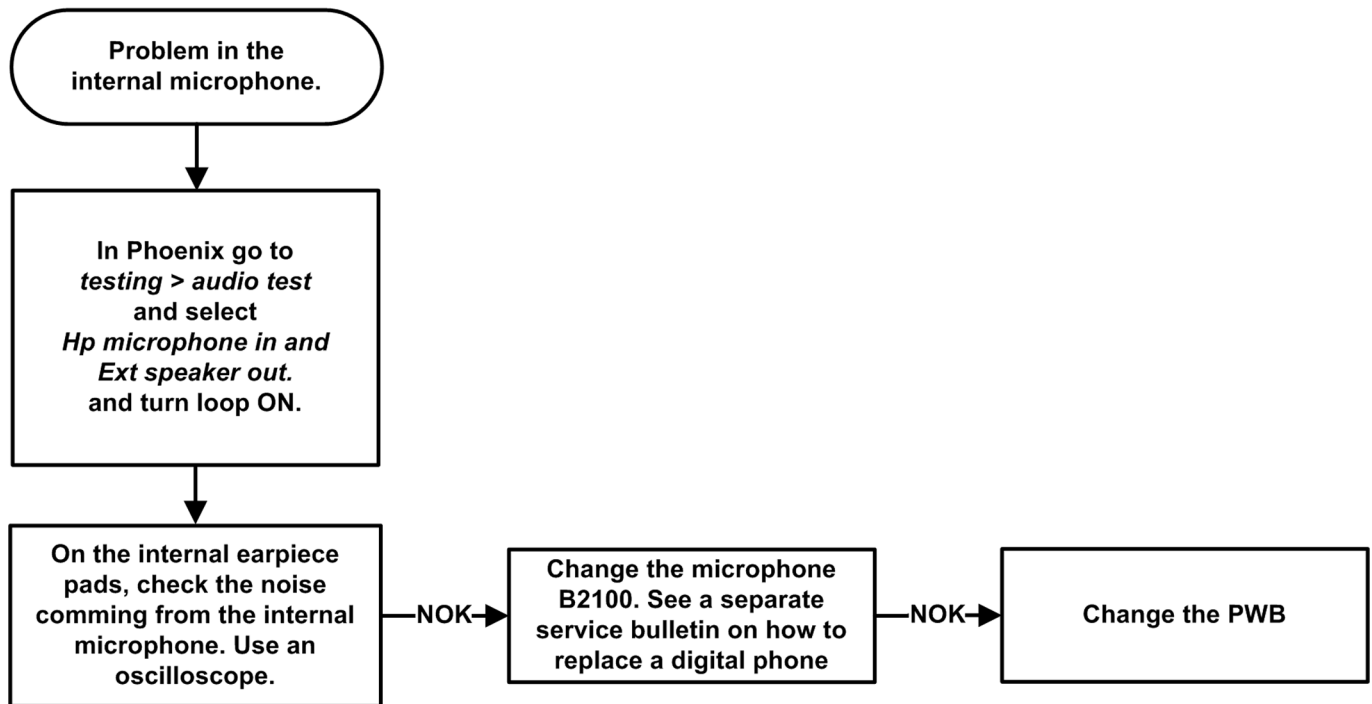 Problem in the
internal microphone.
In Phoenix go to
testing > audio test
and select
Hp microphone in and
Ext speaker out.
and turn loop ON.
On the internal earpiece
pads, check the noise
comming from the internal
microphone. Use an
oscilloscope.
NOK
Change the microphone
B2100. See a separate
service bulletin on how to
replace a digital phone
NOK
Change the PWB